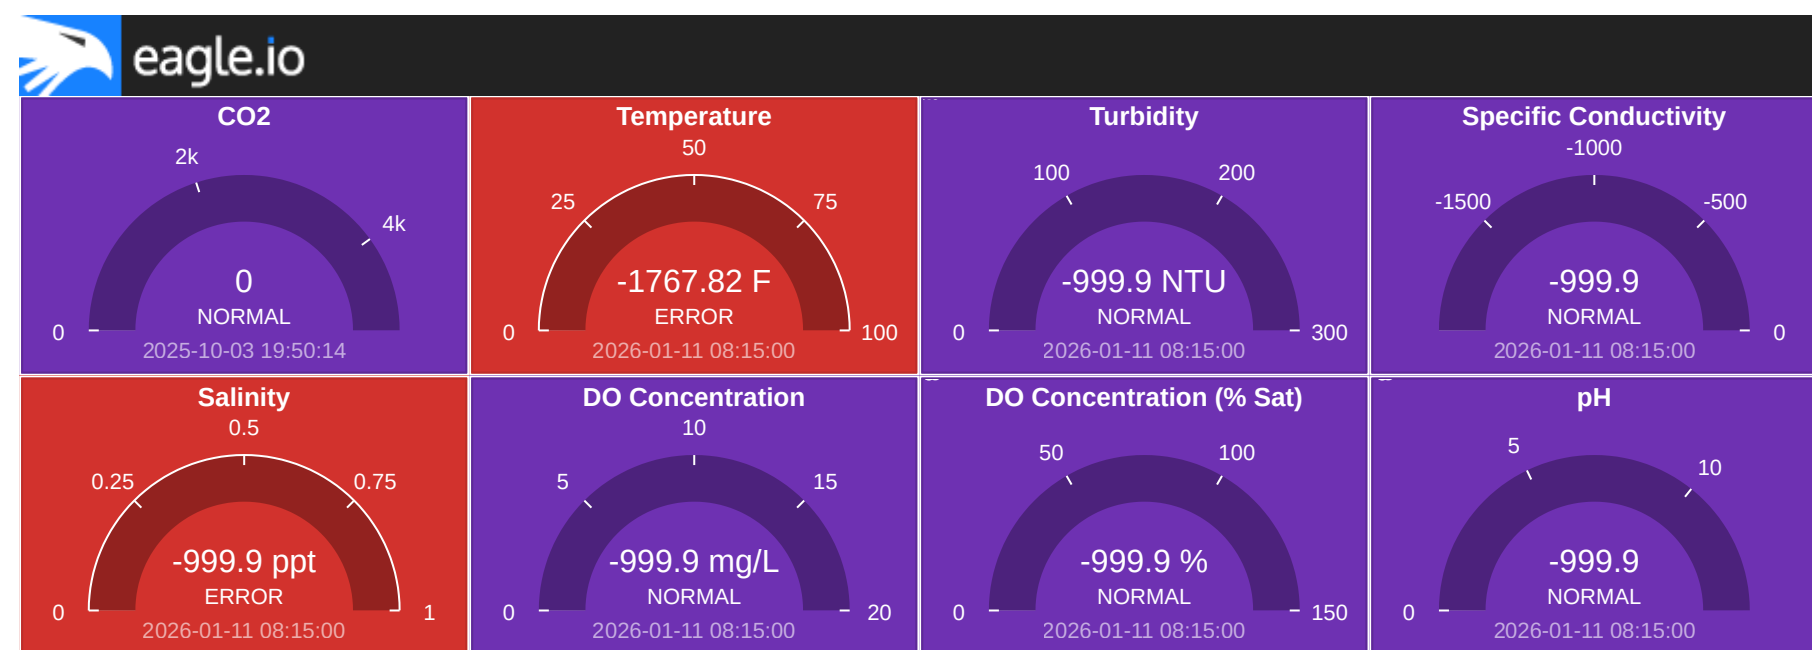 eagle.io
CO2
2k
4k
0
0
NORMAL
2025-10-03 19:50:14
Temperature
50
25
75
-1767.82 F
ERROR
0
100
2026-01-11 08:15:00
Turbidity
100
200
-999.9 NTU
NORMAL
0
300
2026-01-11 08:15:00
Specific Conductivity
-1000
-1500
-500
-999.9
NORMAL
0
2026-01-11 08:15:00
Salinity
0.5
0.25
0.75
-999.9 ppt
ERROR
0
1
2026-01-11 08:15:00
DO Concentration
10
5
15
-999.9 mg/L
NORMAL
0
20
2026-01-11 08:15:00
DO Concentration (% Sat)
50
100
-999.9 %
NORMAL
0
150
2026-01-11 08:15:00
pH
5
10
-999.9
NORMAL
0
2026-01-11 08:15:00